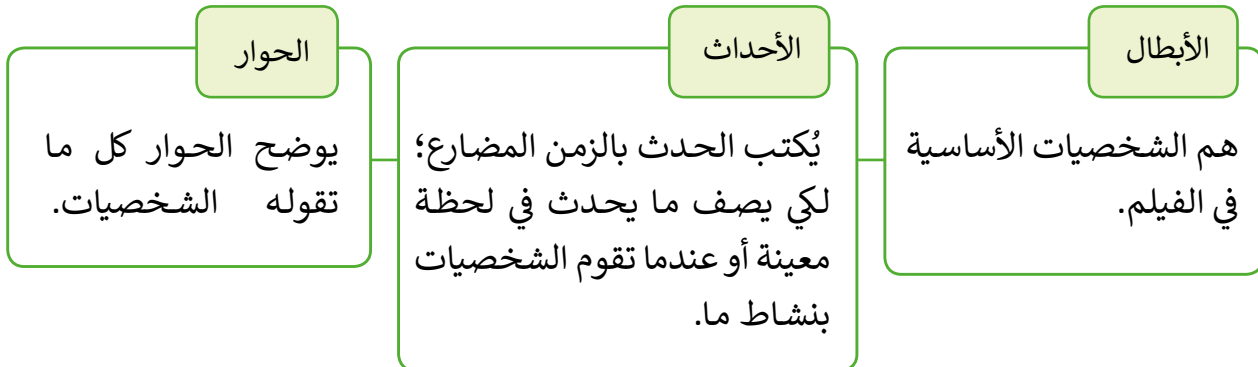 الأبطال
هم الشخصيات الأساسية
في الفيلم.
الأحداث
يُكتب الحدث بالزمن المضارع؛
لكي يصف ما يحدث في لحظة
معينة أو عندما تقوم الشخصيات
بنشاط ما.
الحوار
يوضح الحوار كل ما
تقوله الشخصيات.